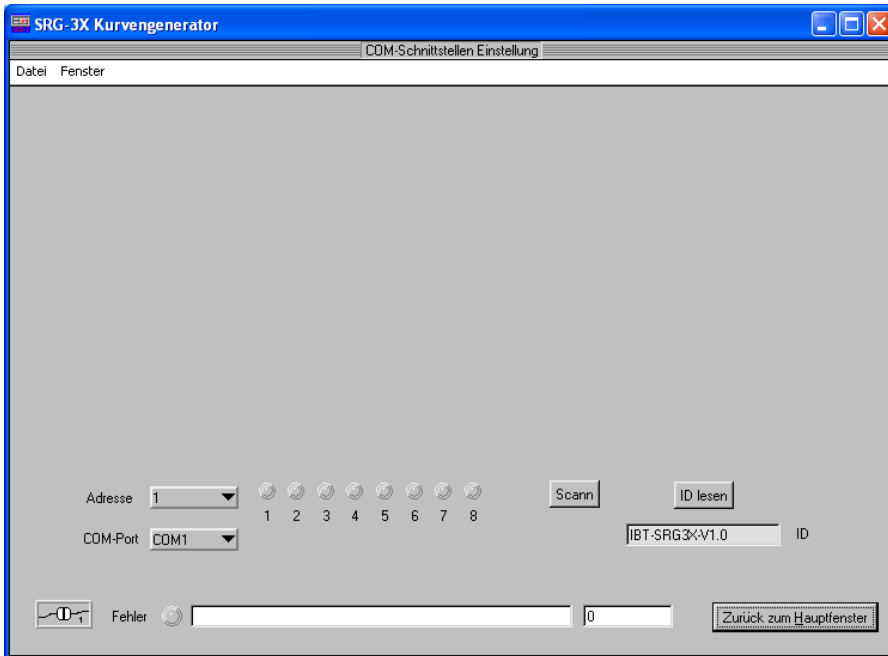 SRG-3X Kurvengenerator
COM-Schnittstellen Einstellung
Datei Fenster
Adresse 1
1 2 3 4 5 6 7 8
Scann
ID lesen
COM-Port COM1
IBT-SRG3X-V1.0 ID
1 Fehler 0
Zurück zum Hauptfenster